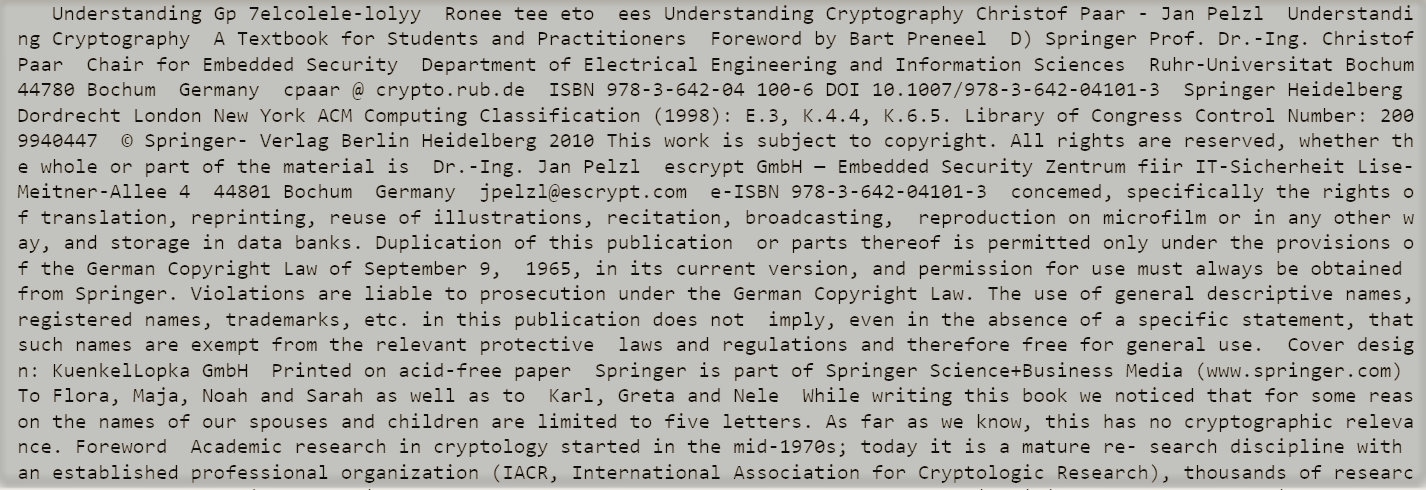 Understanding Gp 7elcolele-lolyy  Ronee tee eto  ees Understanding Cryptography Christof Paar - Jan Pelzl  Understandi
ng Cryptography  A Textbook for Students and Practitioners  Foreword by Bart Preneel  D) Springer Prof. Dr.-Ing. Christof
Paar  Chair for Embedded Security  Department of Electrical Engineering and Information Sciences  Ruhr-Universitat Bochum
44780 Bochum  Germany  cpaar @ crypto.rub.de  ISBN 978-3-642-04 100-6 DOI 10.1007/978-3-642-04101-3  Springer Heidelberg
Dordrecht London New York ACM Computing Classification (1998): E.3, K.4.4, K.6.5. Library of Congress Control Number: 200
9940447  © Springer- Verlag Berlin Heidelberg 2010 This work is subject to copyright. All rights are reserved, whether th
e whole or part of the material is  Dr.-Ing. Jan Pelzl  escrypt GmbH — Embedded Security Zentrum fiir IT-Sicherheit Lise-
Meitner-Allee 4  44801 Bochum  Germany  jpelzl@escrypt.com  e-ISBN 978-3-642-04101-3  concemed, specifically the rights o
f translation, reprinting, reuse of illustrations, recitation, broadcasting,  reproduction on microfilm or in any other w
ay, and storage in data banks. Duplication of this publication  or parts thereof is permitted only under the provisions o
f the German Copyright Law of September 9,  1965, in its current version, and permission for use must always be obtained
from Springer. Violations are liable to prosecution under the German Copyright Law. The use of general descriptive names,
registered names, trademarks, etc. in this publication does not  imply, even in the absence of a specific statement, that
such names are exempt from the relevant protective  laws and regulations and therefore free for general use.  Cover desig
n: KuenkelLopka GmbH  Printed on acid-free paper  Springer is part of Springer Science+Business Media (www.springer.com)
To Flora, Maja, Noah and Sarah as well as to  Karl, Greta and Nele  While writing this book we noticed that for some reas
on the names of our spouses and children are limited to five letters. As far as we know, this has no cryptographic releva
nce. Foreword  Academic research in cryptology started in the mid-1970s; today it is a mature re- search discipline with
an established professional organization (IACR, International Association for Cryptologic Research), thousands of researc